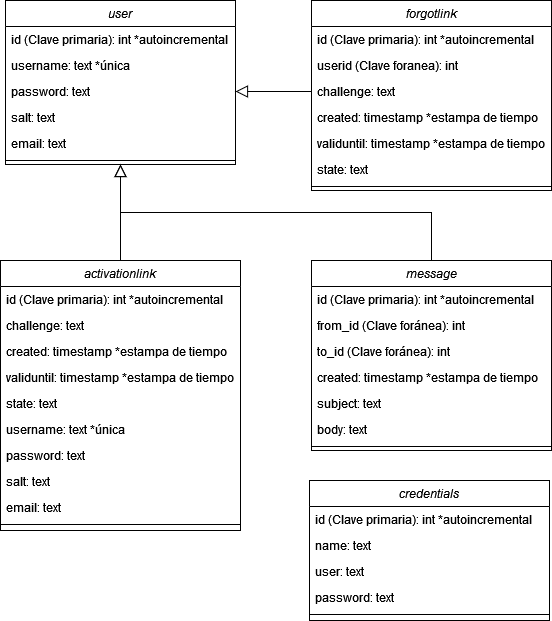 user
id (Clave primaria): int *autoincremental
username: text *única
password: text
salt: text
email: text
forgotlink
id (Clave primaria): int *autoincremental
userid (Clave foranea): int
challenge: text
created: timestamp *estampa de tiempo
validuntil: timestamp *estampa de tiempo
state: text
activationlink
id (Clave primaria): int *autoincremental
challenge: text
created: timestamp *estampa de tiempo
validuntil: timestamp *estampa de tiempo
state: text
username: text *única
password: text
salt: text
email: text
message
id (Clave primaria): int *autoincremental
from_id (Clave foránea): int
to_id (Clave foránea): int
created: timestamp *estampa de tiempo
subject: text
body: text
credentials
id (Clave primaria): int *autoincremental
name: text
user: text
password: text